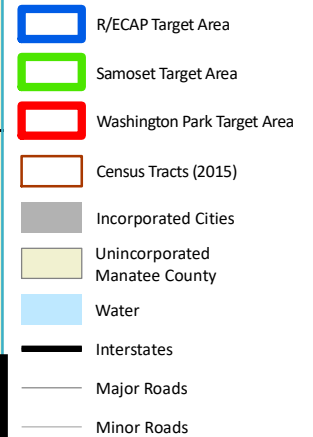 R/ECAP Target Area
Samoset Target Area
Washington Park Target Area
Census Tracts (2015)
Incorporated Cities
Unincorporated
Manatee County
Water
Interstates
Major Roads
Minor Roads